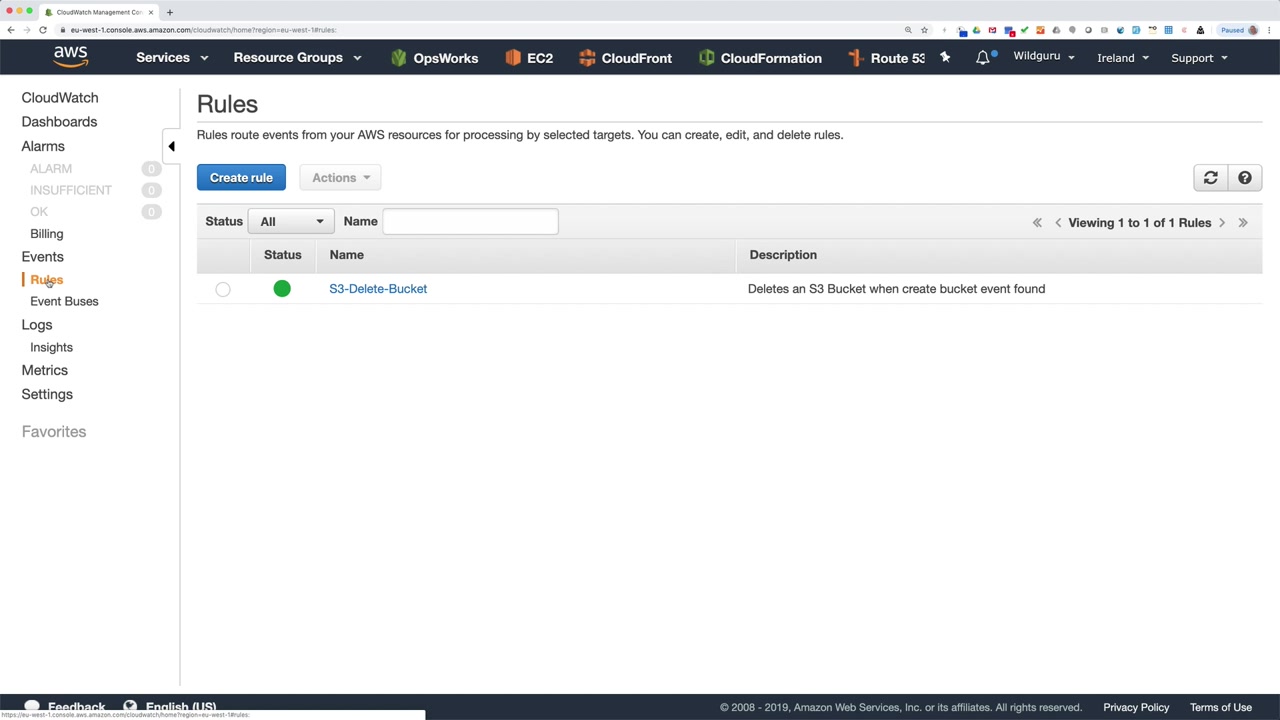 CloudWatch Management Con
eu-west-1.console.aws.amazon.com/cloudwatch/home?region=eu-west-1#rules:
Paused
aws
Services
Resource Groups
OpsWorks
EC2
CloudFront
CloudFormation
Route 53
Wildguru
Ireland
Support
CloudWatch
Dashboards
Alarms
ALARM 0
INSUFFICIENT 0
OK 0
Billing
Events
Rules
Event Buses
Logs
Insights
Metrics
Settings
Favorites
Rules
Rules route events from your AWS resources for processing by selected targets. You can create, edit, and delete rules.
Create rule
Actions
Status All Name
Viewing 1 to 1 of 1 Rules
Status Name Description
S3-Delete-Bucket Deletes an S3 Bucket when create bucket event found
Feedback English (US)
© 2008 - 2019, Amazon Web Services, Inc. or its affiliates. All rights reserved. Privacy Policy Terms of Use
https://eu-west-1.console.aws.amazon.com/cloudwatch/home?region=eu-west-1#rules: